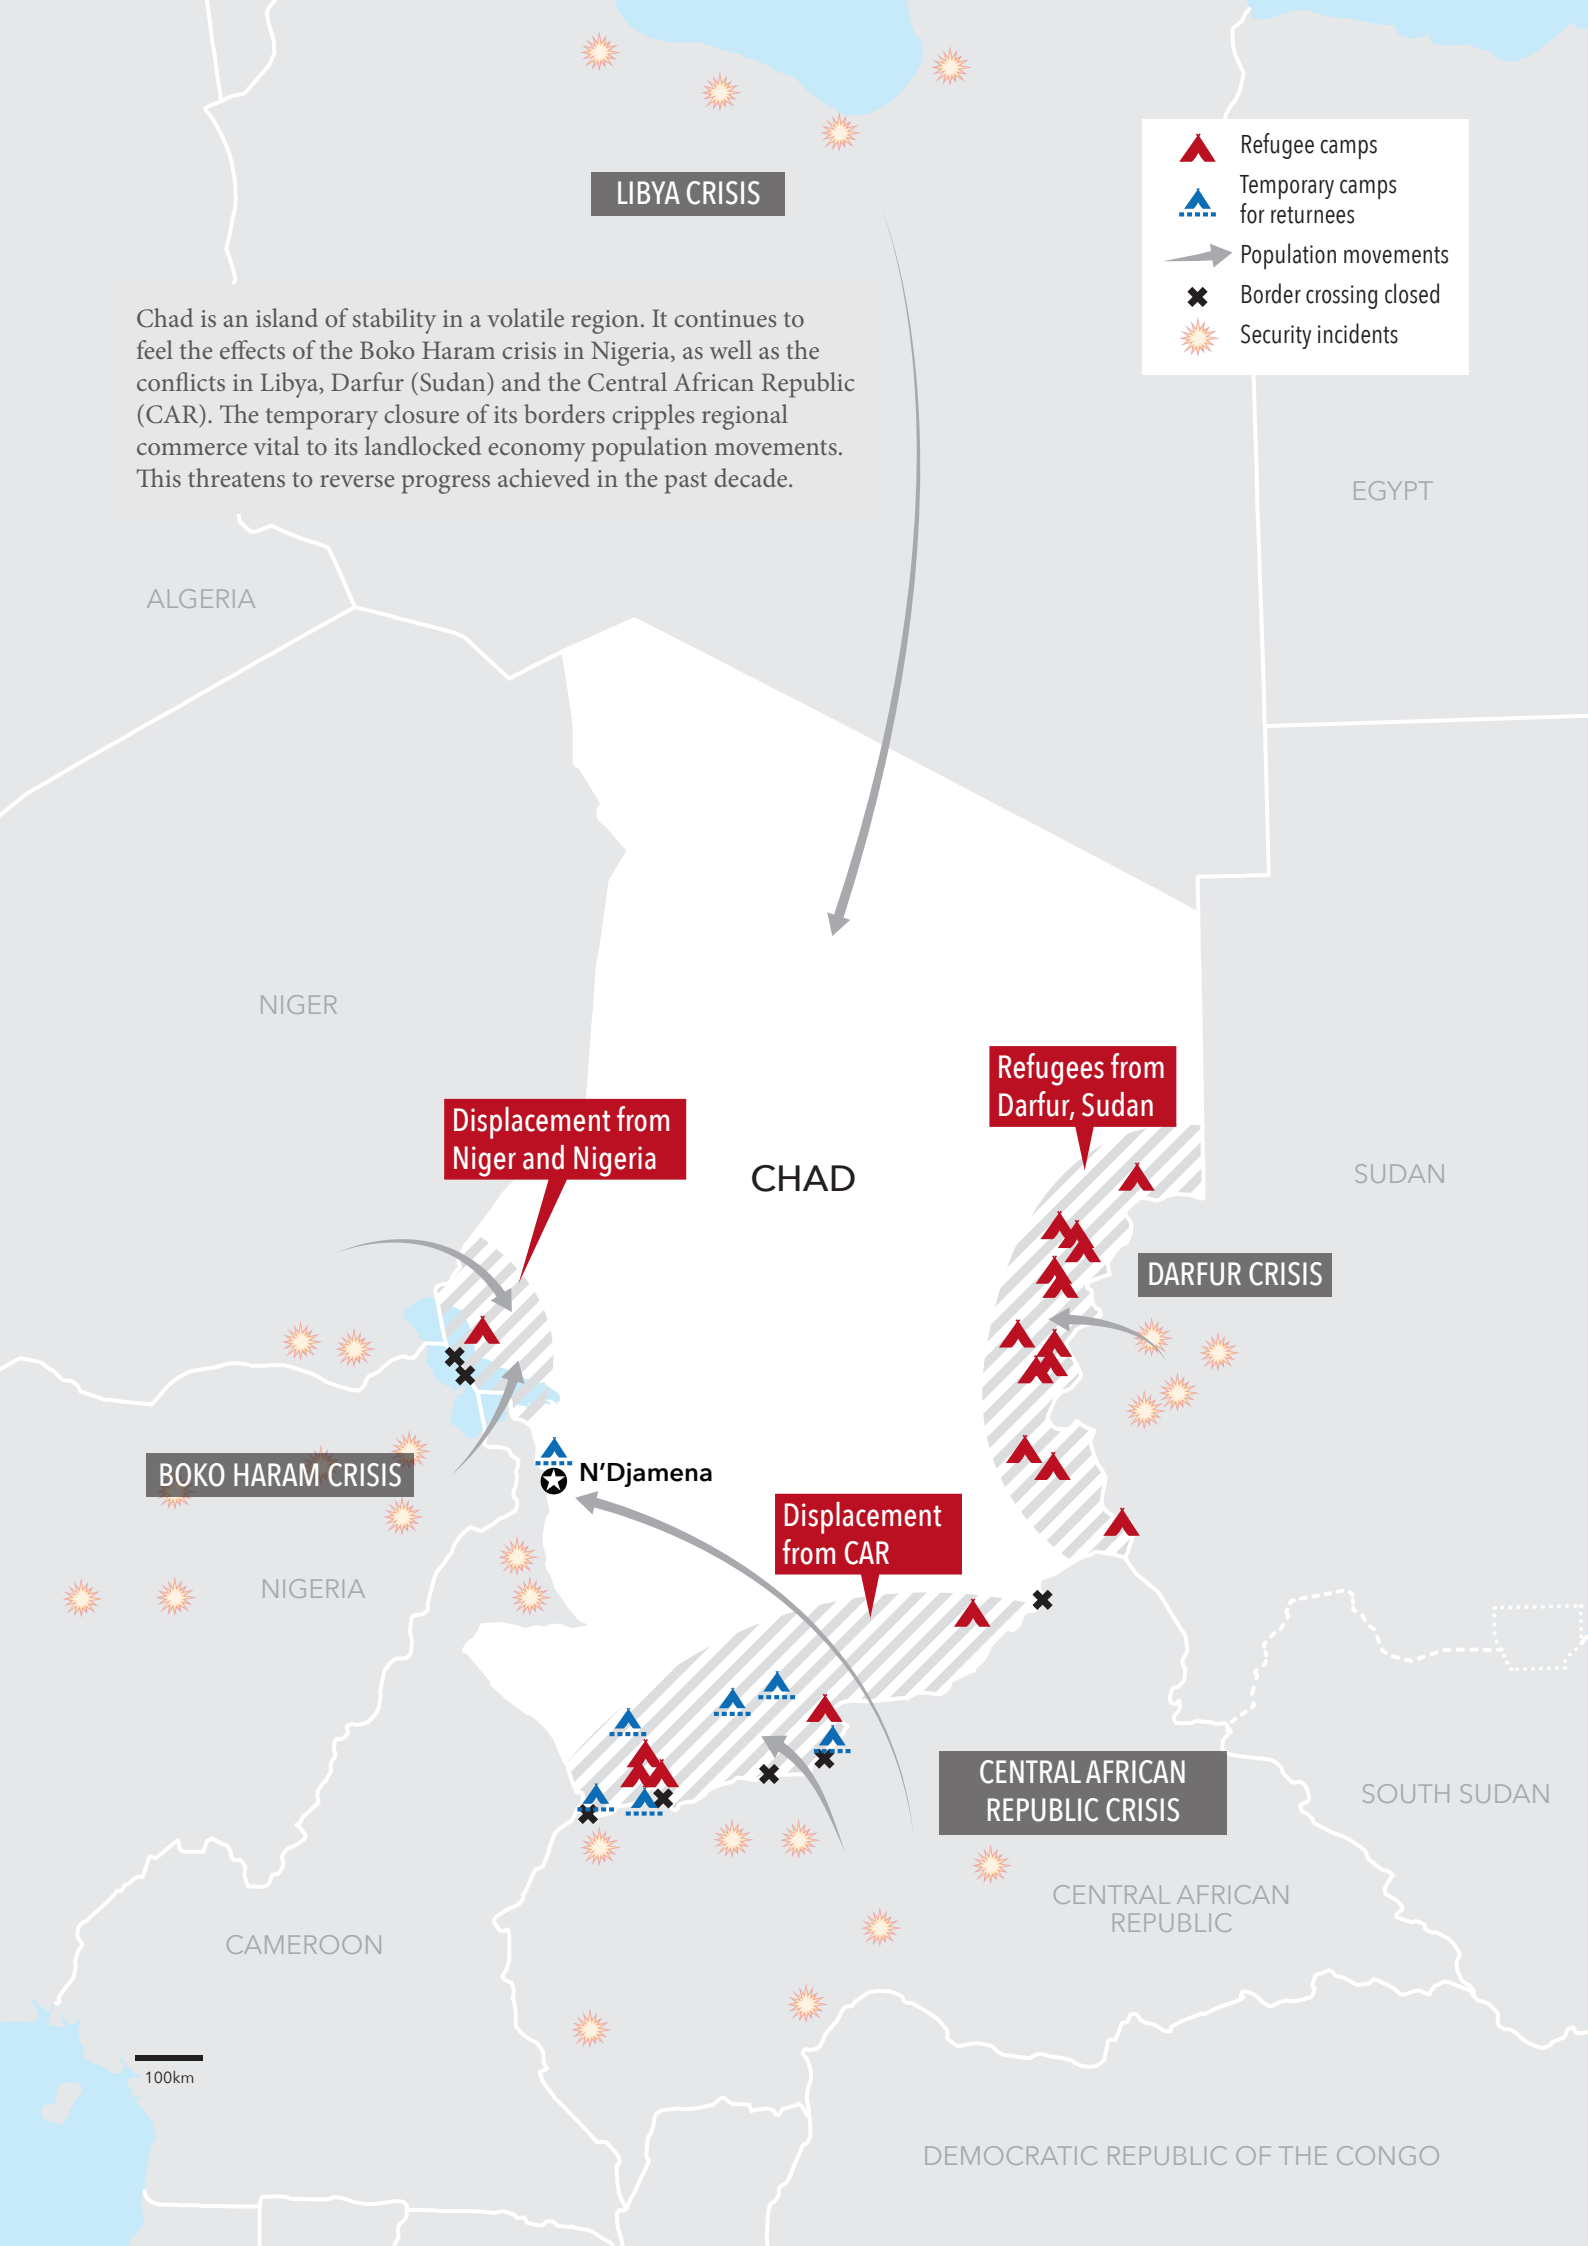 LIBYA CRISIS
Refugee camps
Temporary camps
for returnees
Population movements
Border crossing closed
Security incidents
Chad is an island of stability in a volatile region. It continues to
feel the effects of the Boko Haram crisis in Nigeria, as well as the
conflicts in Libya, Darfur (Sudan) and the Central African Republic
(CAR). The temporary closure of its borders cripples regional
commerce vital to its landlocked economy population movements.
This threatens to reverse progress achieved in the past decade.
EGYPT
ALGERIA
NIGER
Refugees from
Darfur, Sudan
Displacement from
Niger and Nigeria
CHAD
SUDAN
DARFUR CRISIS
BOKO HARAM CRISIS
N'Djamena
Displacement
from CAR
NIGERIA
CENTRAL AFRICAN
REPUBLIC CRISIS
SOUTH SUDAN
CENTRAL AFRICAN
REPUBLIC
CAMEROON
100km
DEMOCRATIC REPUBLIC OF THE CONGO